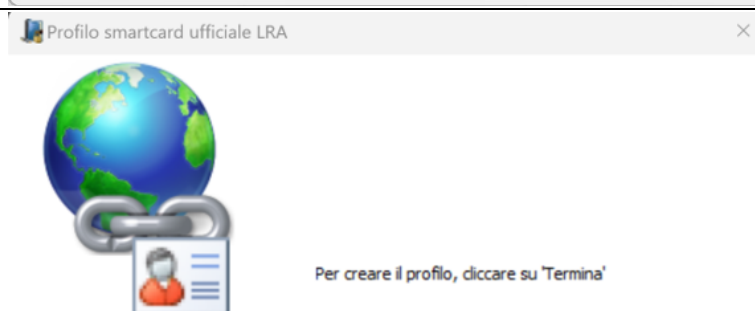 Profilo smartcard ufficiale LRA
Per creare il profilo, cliccare su 'Termina'